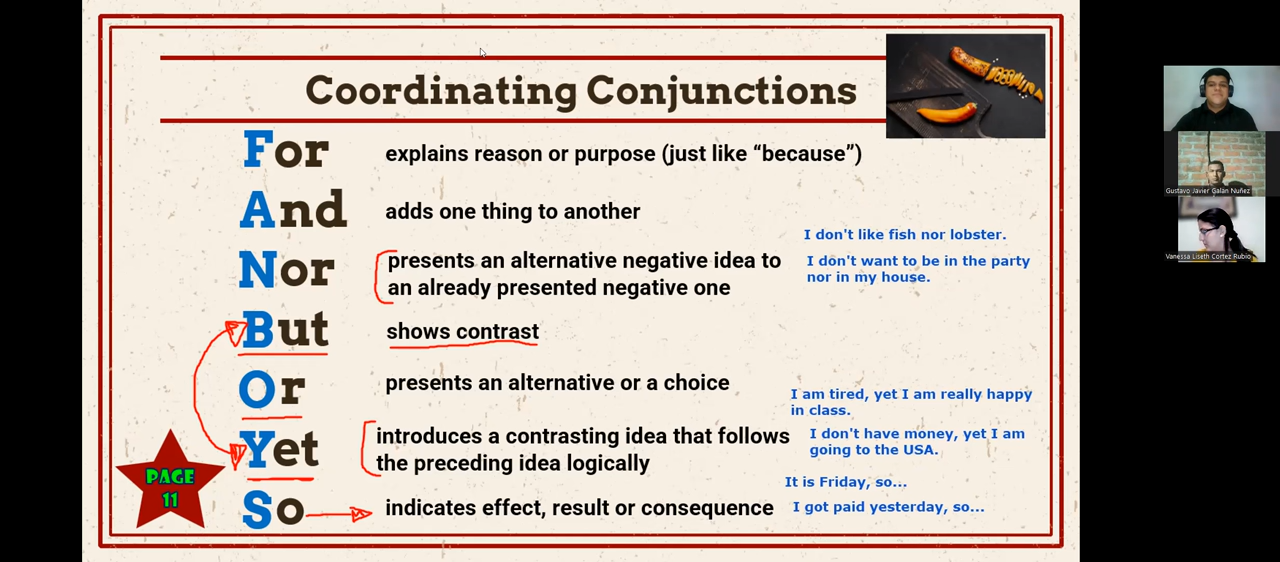 Coordinating Conjunctions
For
explains reason or purpose (just like “because”)
And
adds one thing to another
Nor
presents an alternative negative idea to
an already presented negative one
I don't like fish nor lobster.
I don't want to be in the party
nor in my house.
But
shows contrast
Or
presents an alternative or a choice
I am tired, yet I am really happy
in class.
Yet
introduces a contrasting idea that follows
the preceding idea logically
I don't have money, yet I am
going to the USA.
So
indicates effect, result or consequence
It is Friday, so...
I got paid yesterday, so...
PAGE
11
Gustavo Javier Galán Nuñez
Vanessa Liseth Cortez Rubio